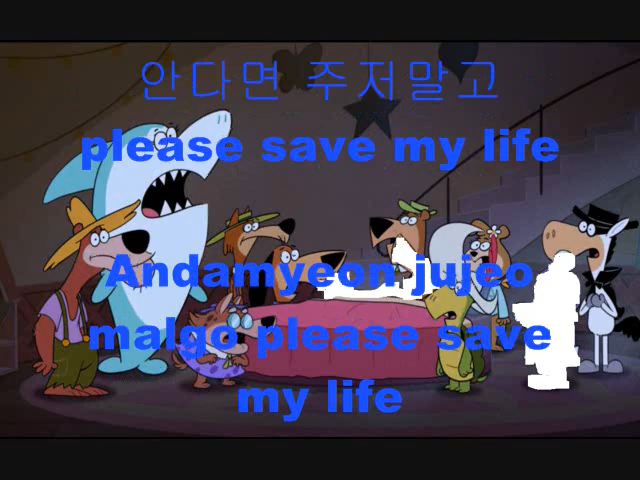 안다면 주저말고
please save my life
Andamyeon jujeo
malgo please save
my life